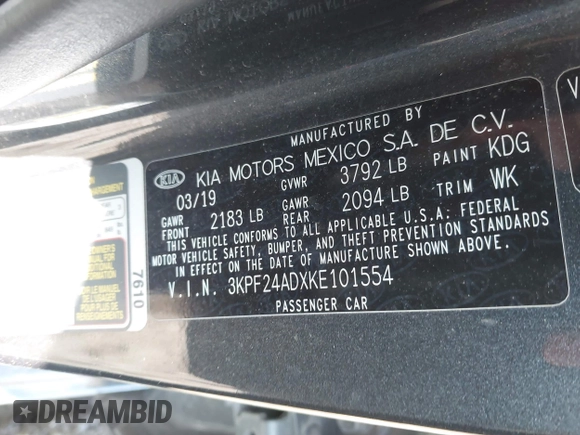 MANUFACTURED BY
KIA KIA MOTORS MEXICO S.A. DE C.V.
03/19 GVWR 3792 LB PAINT KDG
GAWR FRONT 2183 LB GAWR REAR 2094 LB TRIM WK
THIS VEHICLE CONFORMS TO ALL APPLICABLE U.S.A: FEDERAL
MOTOR VEHICLE SAFETY, BUMPER, AND THEFT PREVENTION STANDARDS
IN EFFECT ON THE DATE OF MANUFACTURE SHOWN ABOVE.
V.I.N. 3KPF24ADXKE101554
PASSENGER CAR
7610
DREAMBID